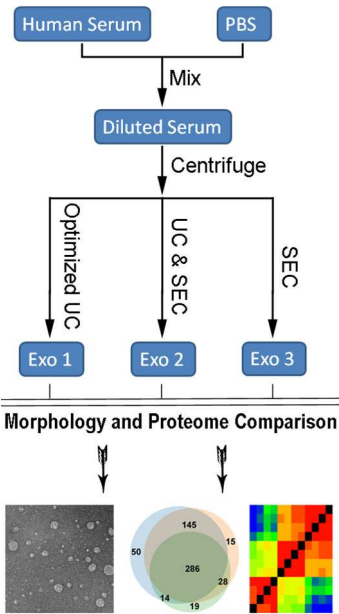 Human Serum
PBS
Mix
Diluted Serum
Centrifuge
Optimized UC
UC & SEC
SEC
Exo 1
Exo 2
Exo 3
Morphology and Proteome Comparison
145
50
15
286
28
14
19